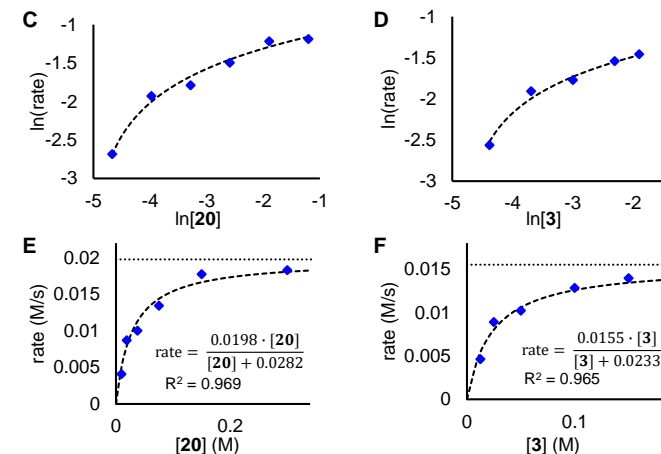 C
-1
-1.5
-2
-2.5
-3
ln(rate)
-5 -4 -3 -2 -1
ln[20]
D
-1
-1.5
-2
-2.5
-3
ln(rate)
-5 -4 -3 -2
ln[3]
E
0.02
0.015
0.01
0.005
0
rate (M/s)
rate = 0.0198 · [20] / [20] + 0.0282
R² = 0.969
0 0.2
[20] (M)
F
0.015
0.01
0.005
0
rate (M/s)
rate = 0.0155 · [3] / [3] + 0.0233
R² = 0.965
0 0.1
[3] (M)